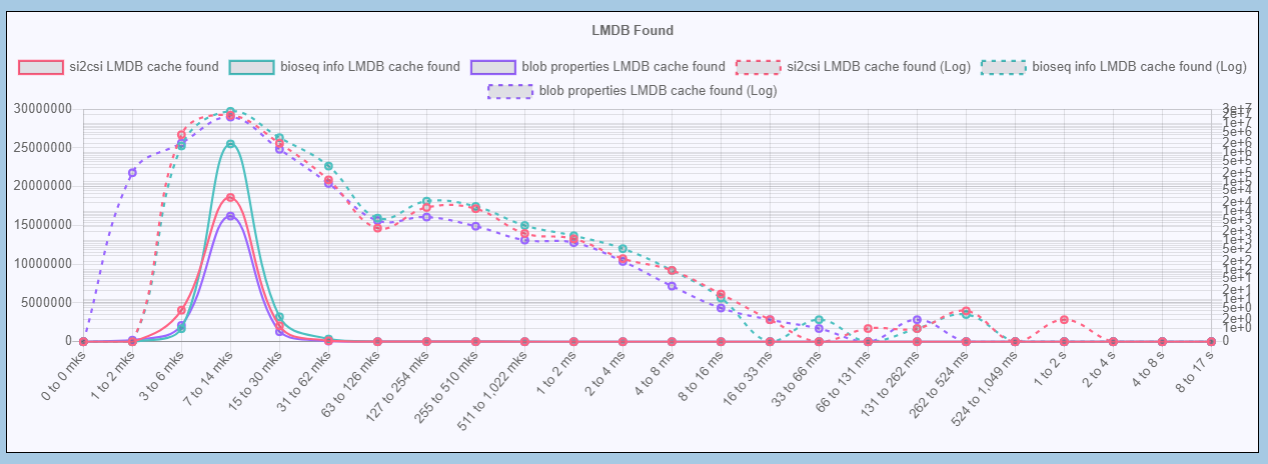 LMDB Found
si2csi LMDB cache found bioseq info LMDB cache found blob properties LMDB cache found si2csi LMDB cache found (Log) bioseq info LMDB cache found (Log)
blob properties LMDB cache found (Log)
30000000
25000000
20000000
15000000
10000000
5000000
0
3e+7
2e+7
1e+7
5e+6
2e+6
1e+6
5e+5
2e+5
1e+5
5e+4
2e+4
1e+4
5e+3
2e+3
1e+3
5e+2
2e+2
1e+2
5e+1
2e+1
1e+1
5e+0
2e+0
1e+0
0
0 to 0 mks
1 to 2 mks
3 to 6 mks
7 to 14 mks
15 to 30 mks
31 to 62 mks
63 to 126 mks
127 to 254 mks
255 to 510 mks
511 to 1,022 mks
1 to 2 ms
2 to 4 ms
4 to 8 ms
8 to 16 ms
16 to 33 ms
33 to 66 ms
66 to 131 ms
131 to 262 ms
262 to 524 ms
524 to 1,049 ms
1 to 2 s
2 to 4 s
4 to 8 s
8 to 17 s